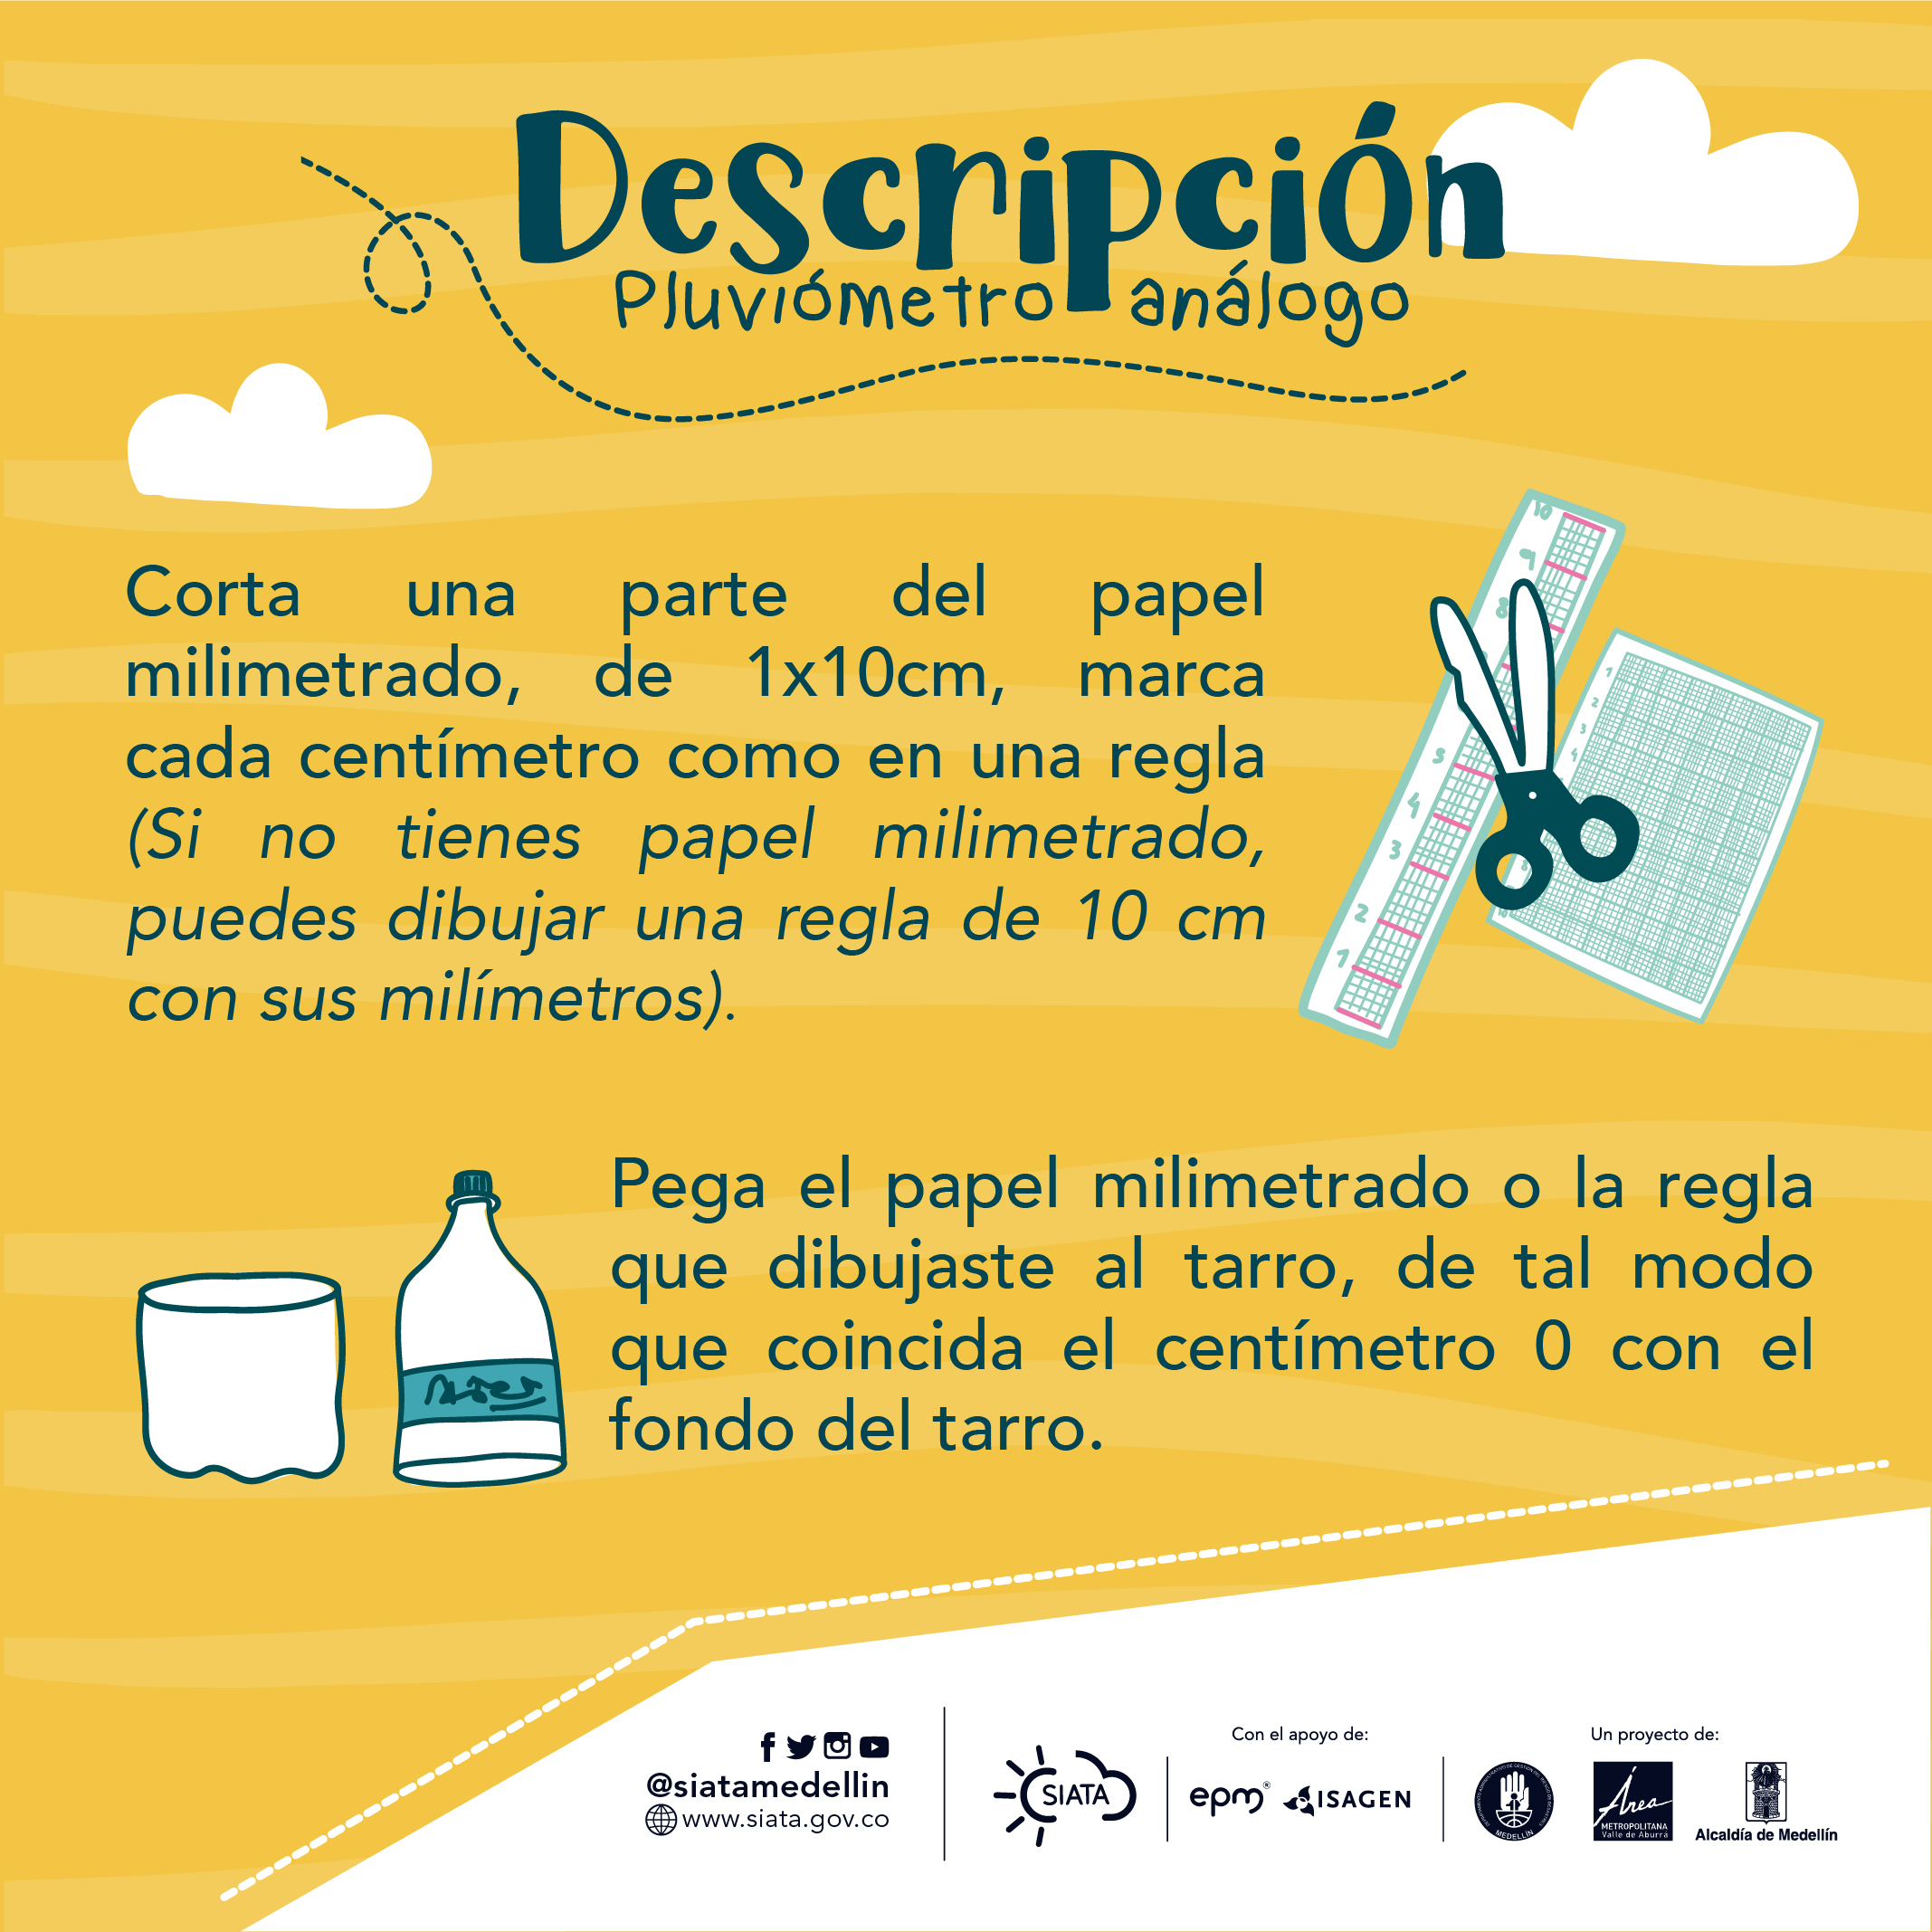 Descripción
Pluviómetro análogo
Corta una parte del papel
milimetrado, de 1x10cm, marca
cada centímetro como en una regla
(Si no tienes papel milimetrado,
puedes dibujar una regla de 10 cm
con sus milímetros).
10
9
8
5
4
3
2
1
1
2
3
4
Pega el papel milimetrado o la regla
que dibujaste al tarro, de tal modo
que coincida el centímetro 0 con el
fondo del tarro.
@siatamedellin
www.siata.gov.co
SIATA
Con el apoyo de:
epm®
ISAGEN
Un proyecto de:
MEDELLÍN
Área
METROPOLITANA
Valle de Aburrá
Alcaldía de Medellín